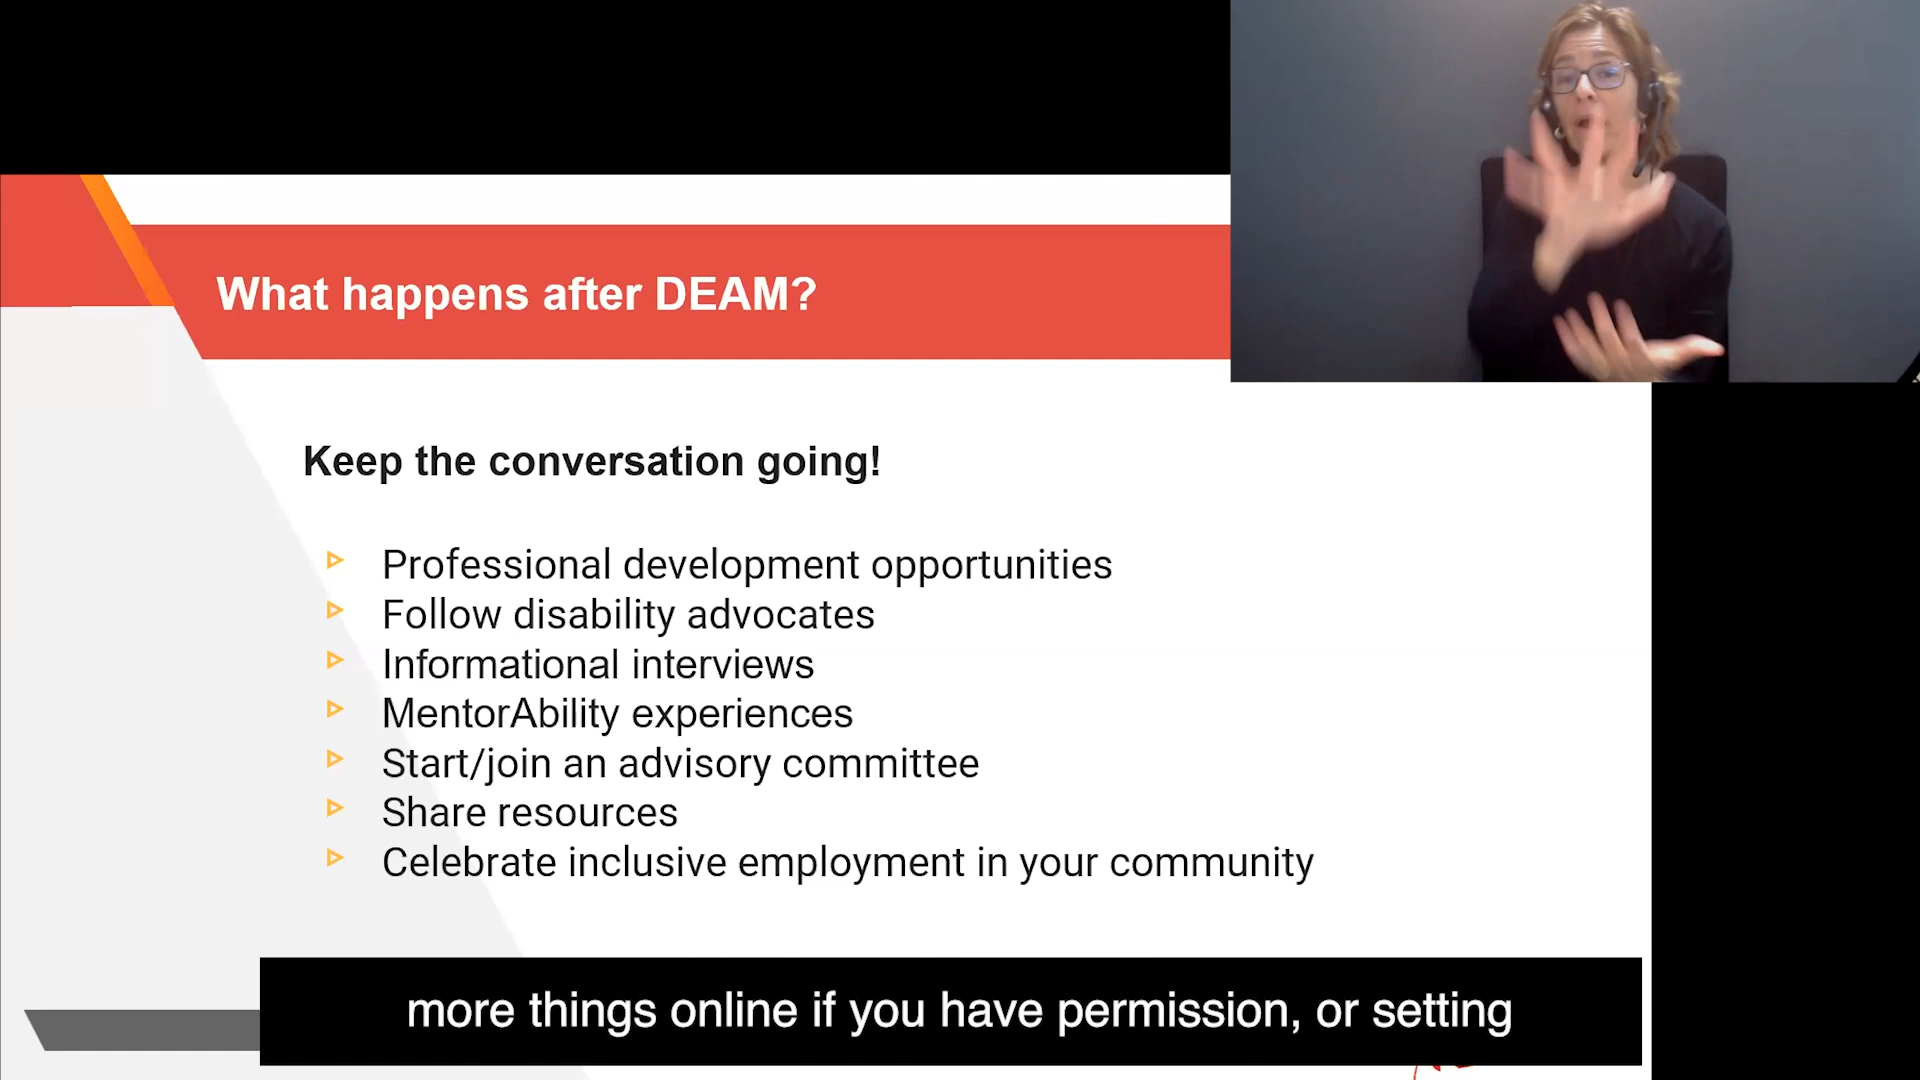 What happens after DEAM?
Keep the conversation going!
Professional development opportunities
Follow disability advocates
Informational interviews
MentorAbility experiences
Start/join an advisory committee
Share resources
Celebrate inclusive employment in your community
more things online if you have permission, or setting